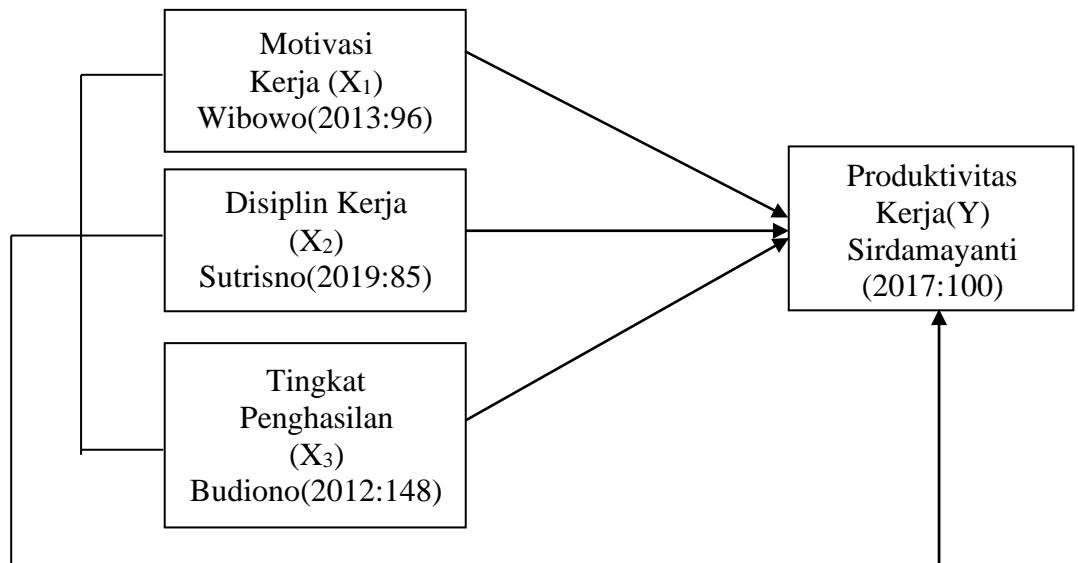 Motivasi
Kerja (X₁)
Wibowo(2013:96)
Disiplin Kerja
(X₂)
Sutrisno(2019:85)
Tingkat
Penghasilan
(X₃)
Budiono(2012:148)
Produktivitas
Kerja(Y)
Sirdamayanti
(2017:100)